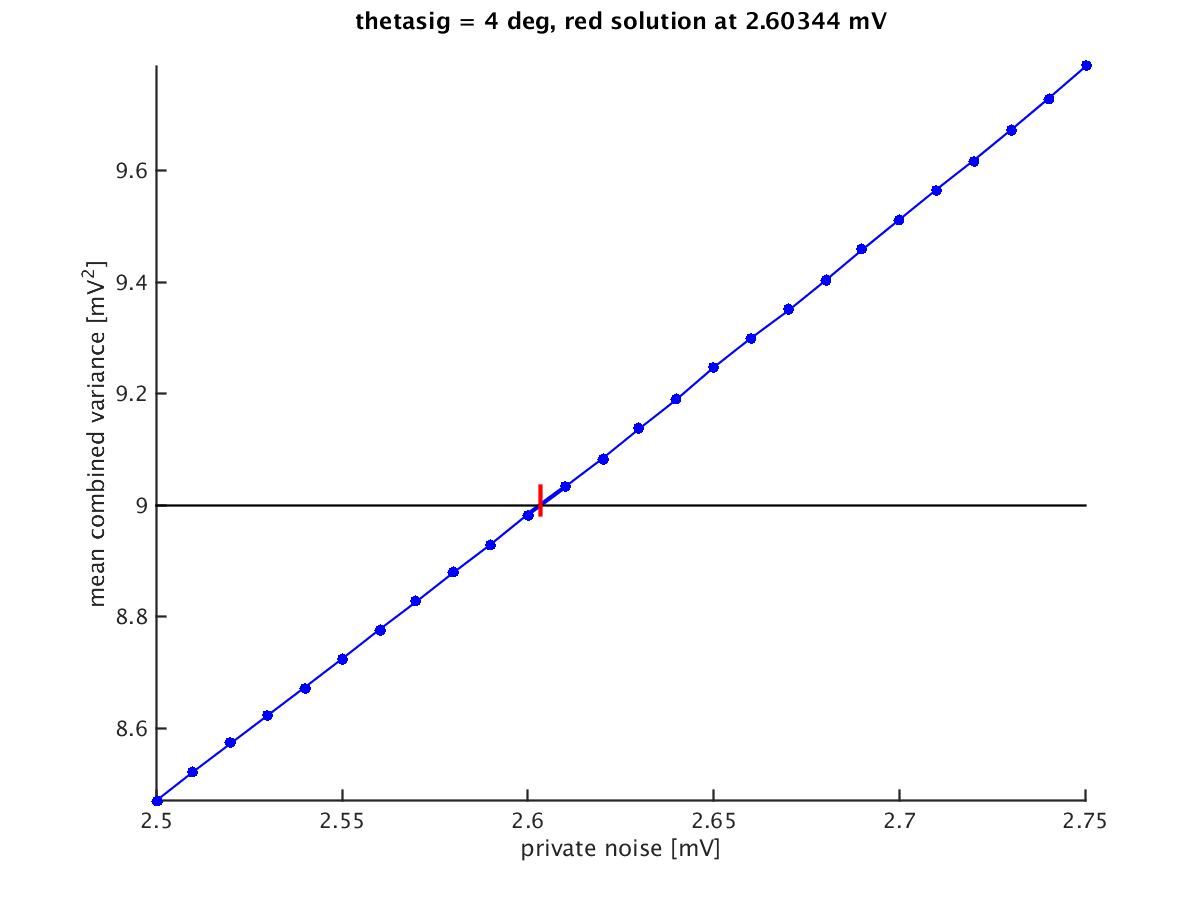 thetasig = 4 deg, red solution at 2.60344 mV
9.6
9.4
9.2
9
8.8
8.6
mean combined variance [mV²]
2.5 2.55 2.6 2.65 2.7 2.75
private noise [mV]